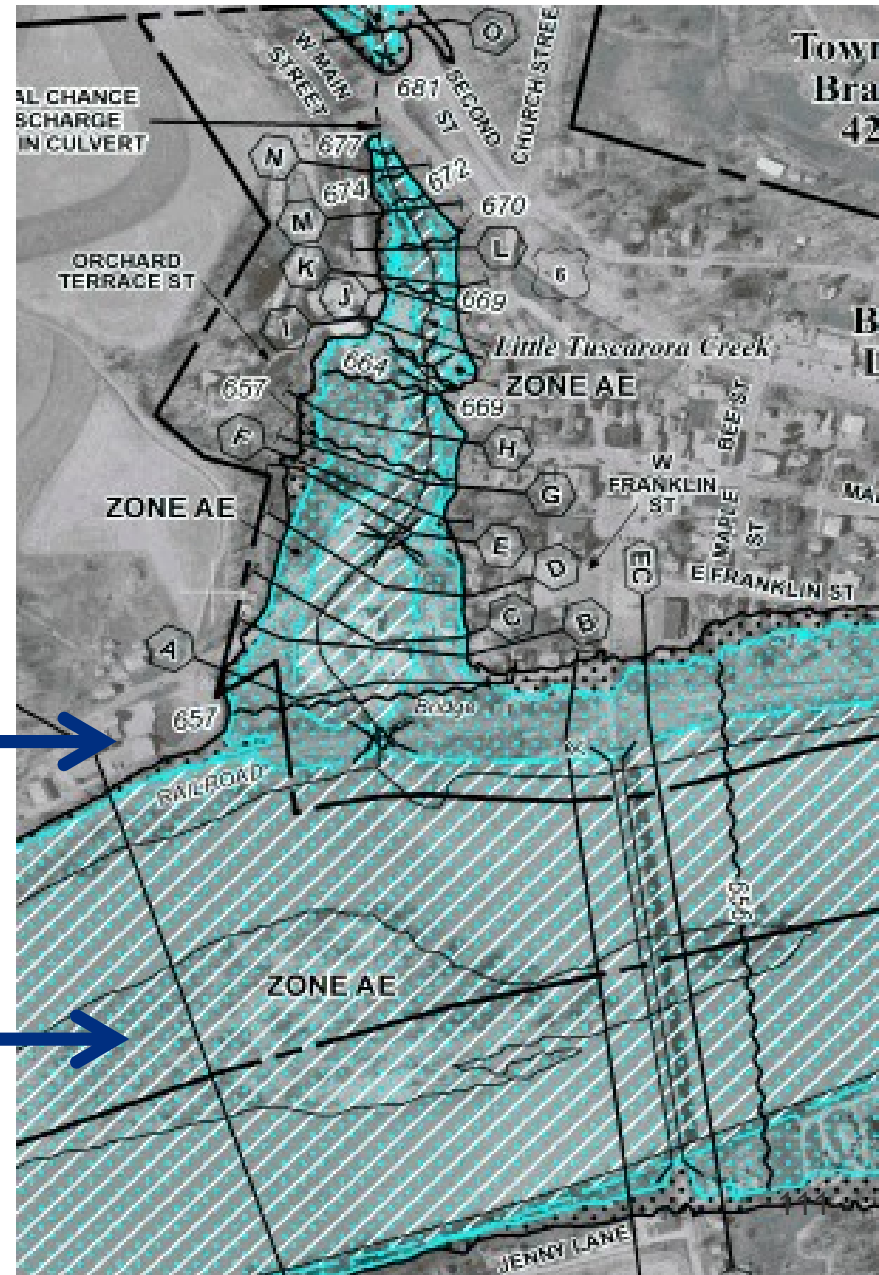 O
W MAIN
STREET
SECOND
ST
CHURCH STREE
Town
Bra
42
681
AL CHANGE
SCHARGE
IN CULVERT
677
N
674
672
M
670
L
K
6
J
669
I
ORCHARD
TERRACE ST
Little Tuscarora Creek
B
664
657
ZONE AE
669
BEE ST
F
H
W
FRANKLIN
ST
G
MAPLE
ST
MA
ZONE AE
E
D
EC
E FRANKLIN ST
C
B
A
657
Bridge
RAILROAD
ZONE AE
JENNY LANE